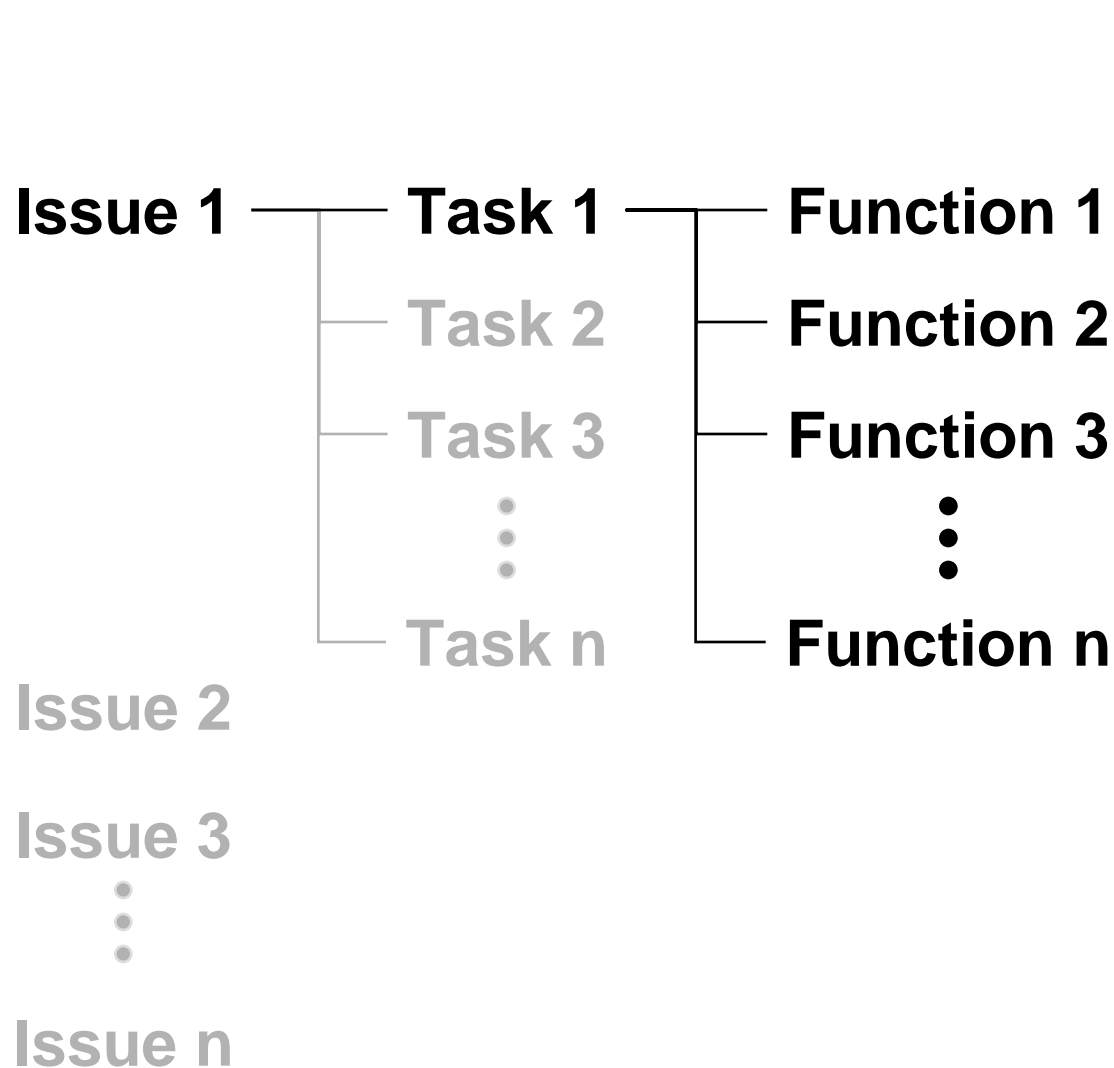 Issue 1 Task 1 Function 1
Task 2 Function 2
Task 3 Function 3
Task n Function n
Issue 2
Issue 3
Issue n